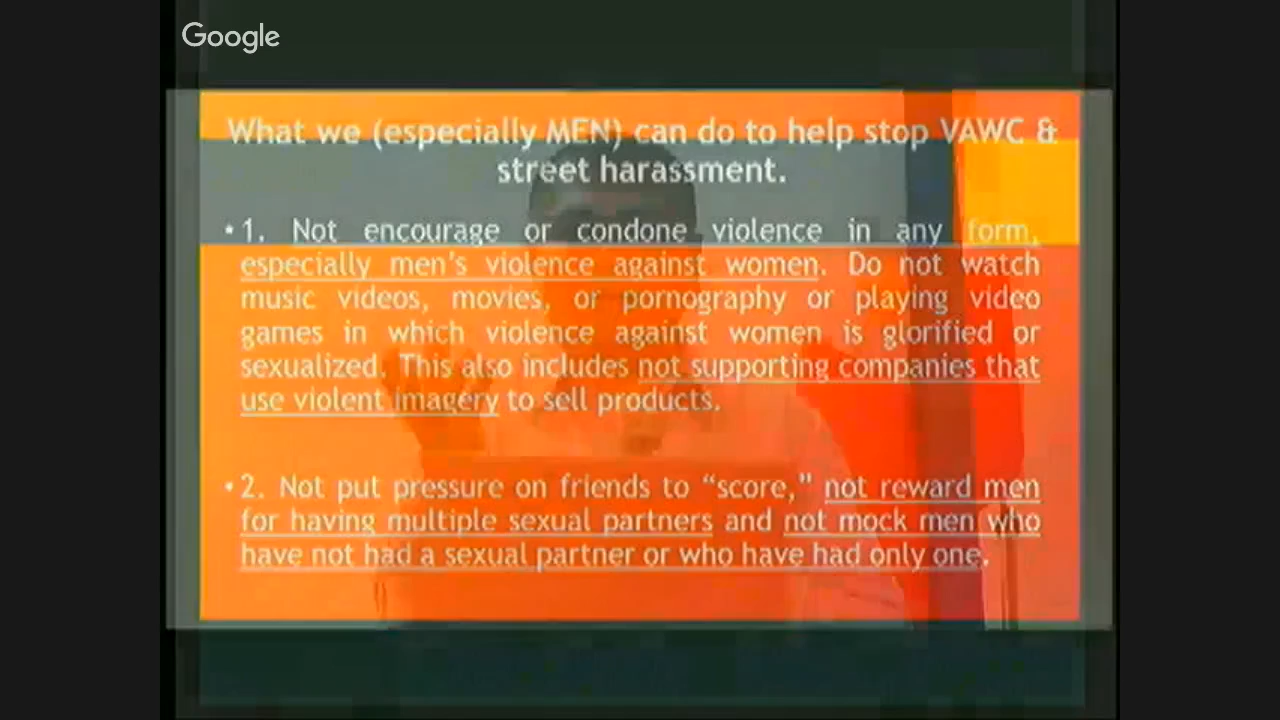 Google
What we (especially MEN) can do to help stop VAWC &
street harassment.
• 1. Not encourage or condone violence in any form,
especially men's violence against women. Do not watch
music videos, movies, or pornography or playing video
games in which violence against women is glorified or
sexualized. This also includes not supporting companies that
use violent imagery to sell products.
• 2. Not put pressure on friends to “score,” not reward men
for having multiple sexual partners and not mock men who
have not had a sexual partner or who have had only one.